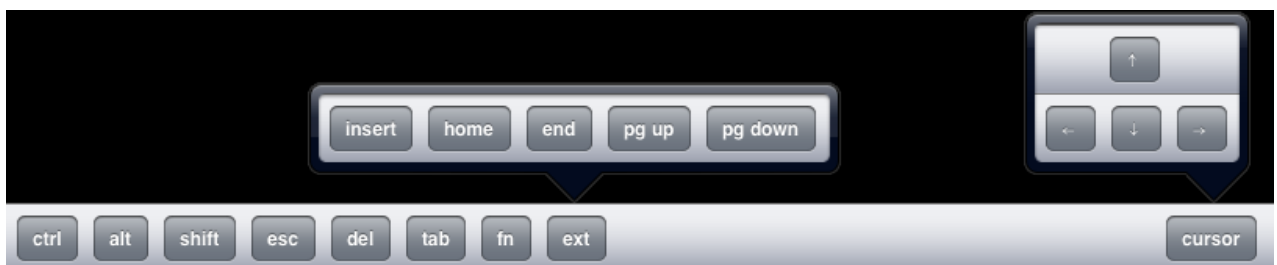 ↑
insert home end pg up pg down ← ↓ →
ctrl alt shift esc del tab fn ext cursor